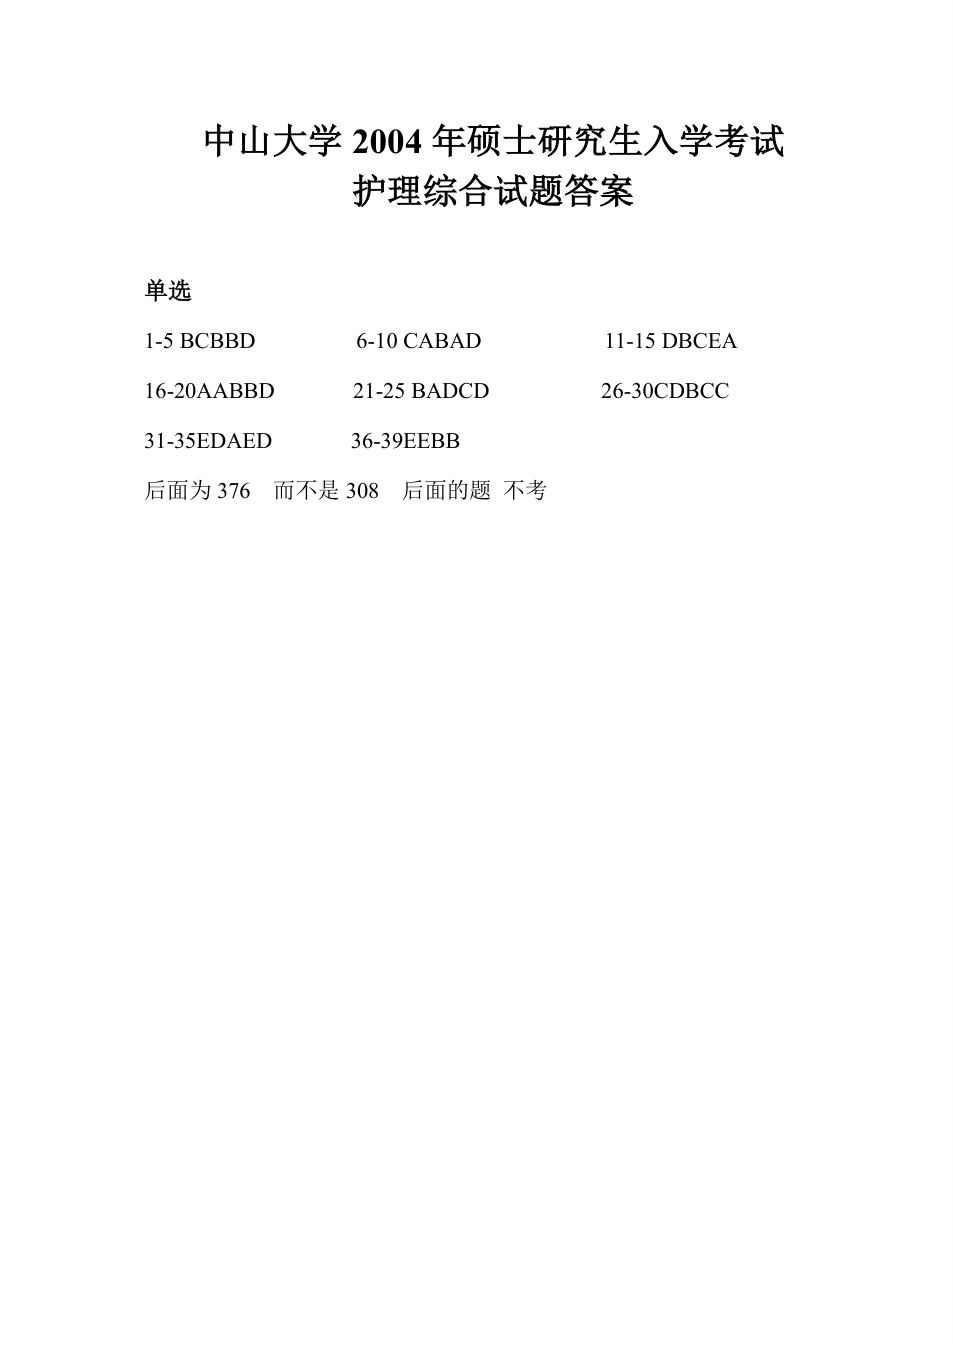 中山大学 2004 年硕士研究生入学考试
护理综合试题答案
单选
1-5 BCBBD 6-10 CABAD 11-15 DBCEA
16-20AABBD 21-25 BADCD 26-30CDBCC
31-35EDAED 36-39EEBB
后面为 376 而不是 308 后面的题 不考